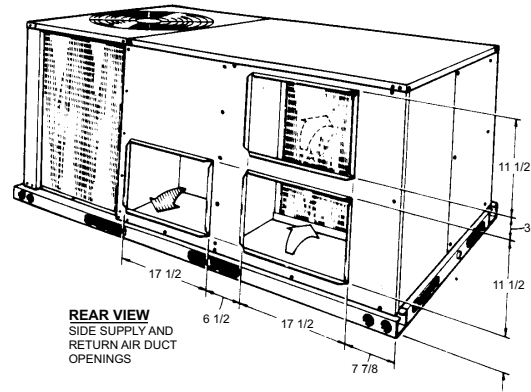 11 1/2
3
11 1/2
17 1/2
6 1/2
17 1/2
7 7/8
REAR VIEW
SIDE SUPPLY AND
RETURN AIR DUCT
OPENINGS